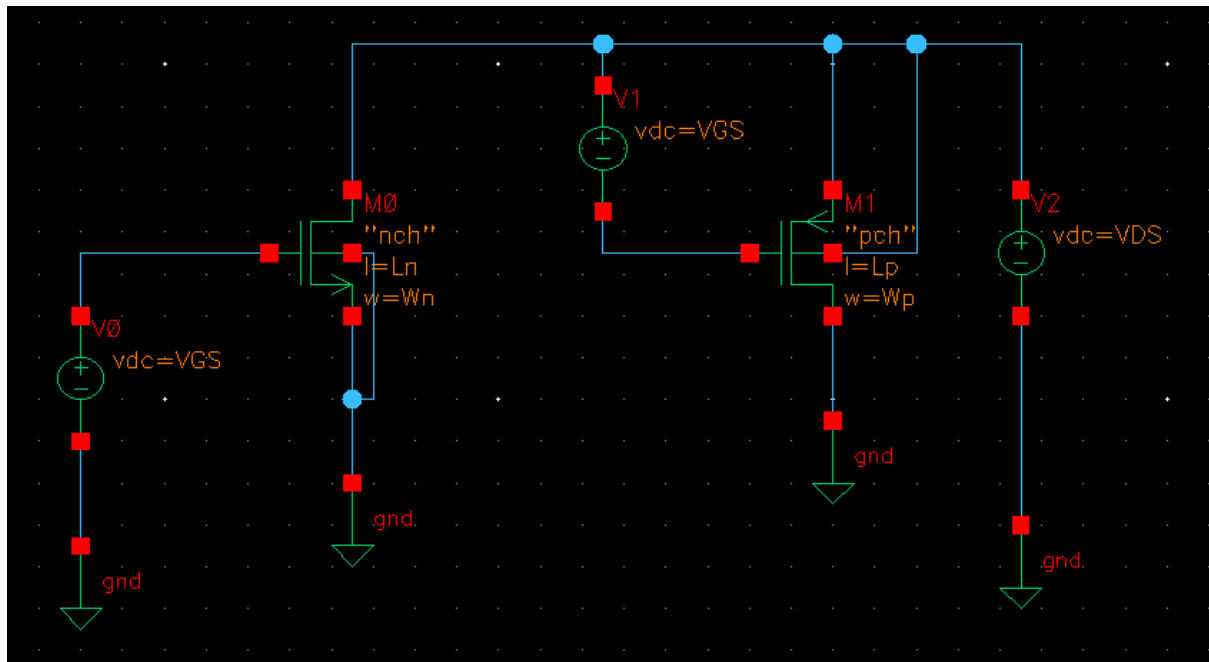 V1
vdc=VGS
M0
"nch"
l=Ln
w=Wn
M1
"pch"
l=Lp
w=Wp
V2
vdc=VDS
V0
vdc=VGS
gnd
gnd
gnd
gnd